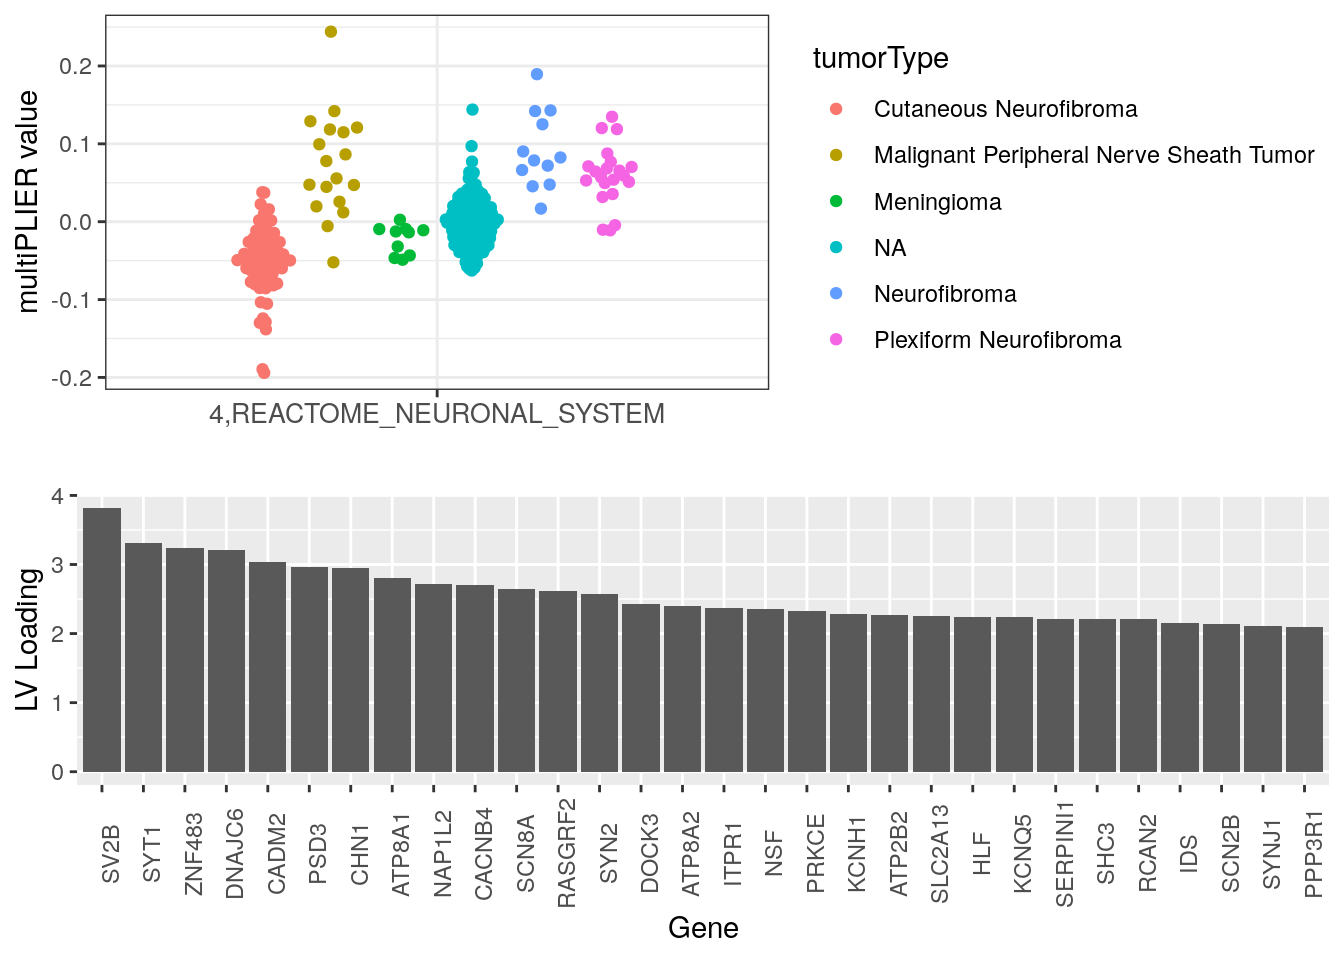 multiPLIER value
0.2
0.1
0.0
-0.1
-0.2
4,REACTOME_NEURONAL_SYSTEM
tumorType
Cutaneous Neurofibroma
Malignant Peripheral Nerve Sheath Tumor
Meningioma
NA
Neurofibroma
Plexiform Neurofibroma
LV Loading
4
3
2
1
0
SV2B
SYT1
ZNF483
DNAJC6
CADM2
PSD3
CHN1
ATP8A1
NAP1L2
CACNB4
SCN8A
RASGRF2
SYN2
DOCK3
ATP8A2
ITPR1
NSF
PRKCE
KCNH1
ATP2B2
SLC2A13
HLF
KCNQ5
SERPINI1
SHC3
RCAN2
IDS
SCN2B
SYNJ1
PPP3R1
Gene